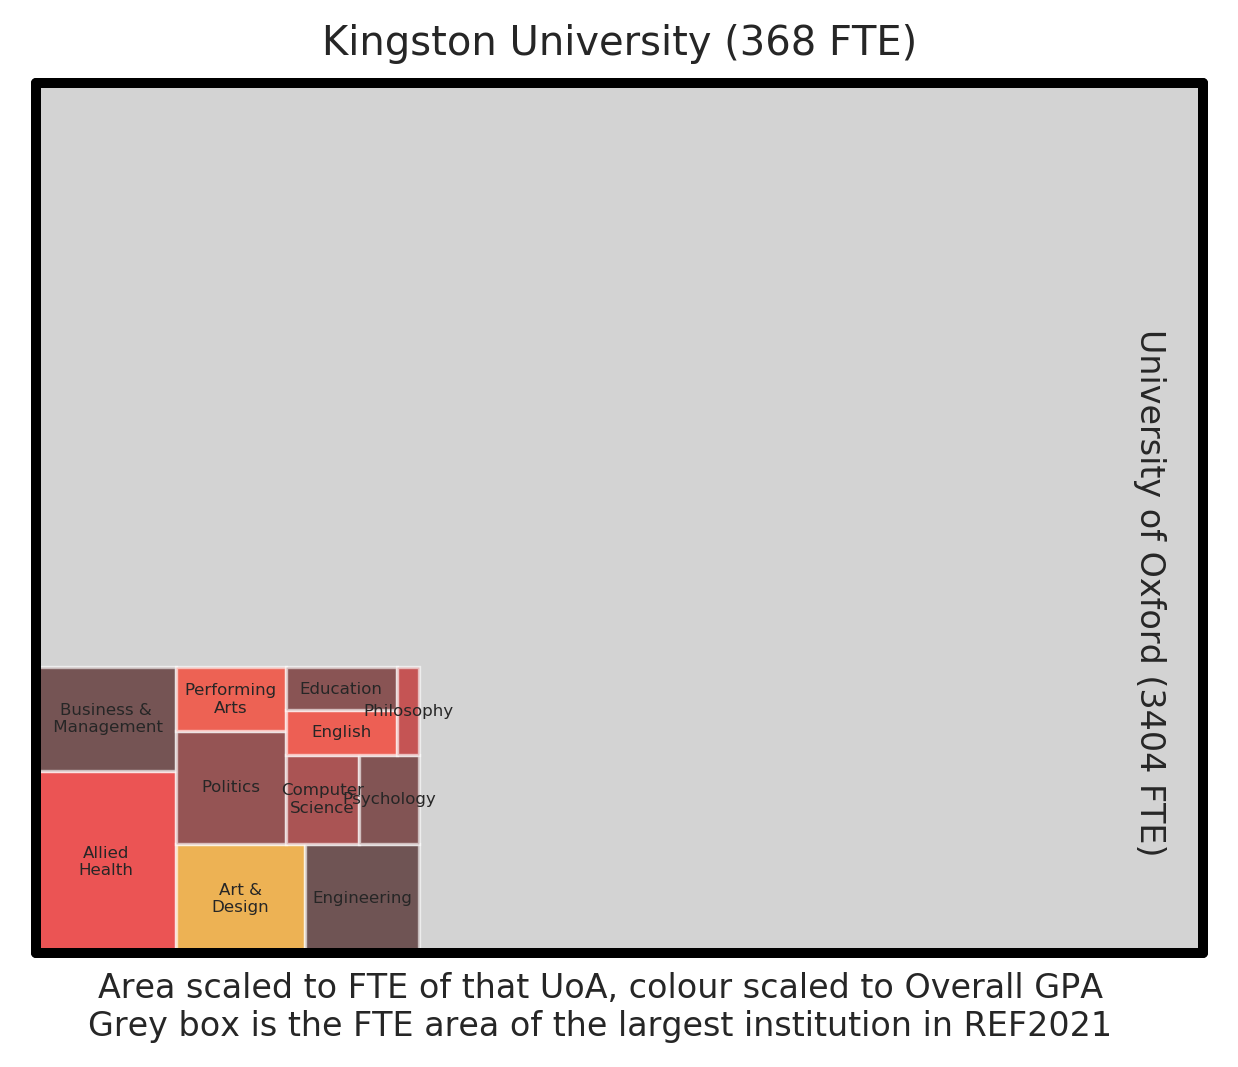 Kingston University (368 FTE)
University of Oxford (3404 FTE)
Business &
Management
Performing
Arts
Education
Philosophy
English
Politics
Computer
Science
Psychology
Allied
Health
Art &
Design
Engineering
Area scaled to FTE of that UoA, colour scaled to Overall GPA
Grey box is the FTE area of the largest institution in REF2021